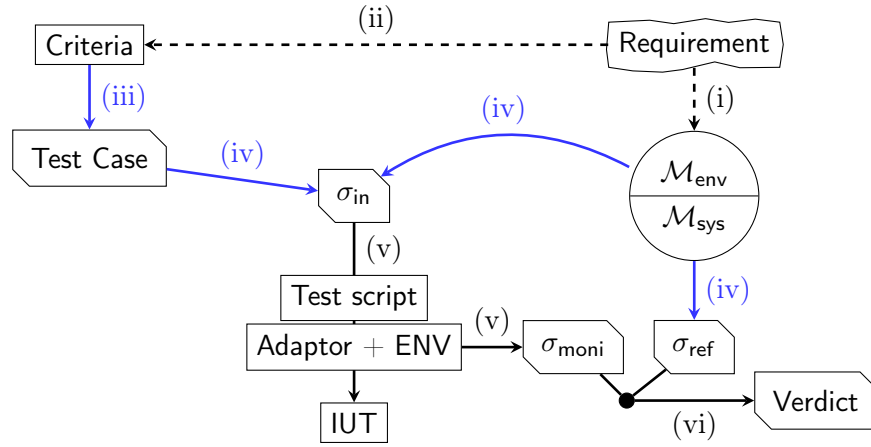 (ii)
Criteria
Requirement
(iii)
(iv)
(i)
Test Case
(iv)
σin
Menv
Msys
(v)
(iv)
Test script
(v)
Adaptor + ENV
σmoni
σref
IUT
(vi)
Verdict